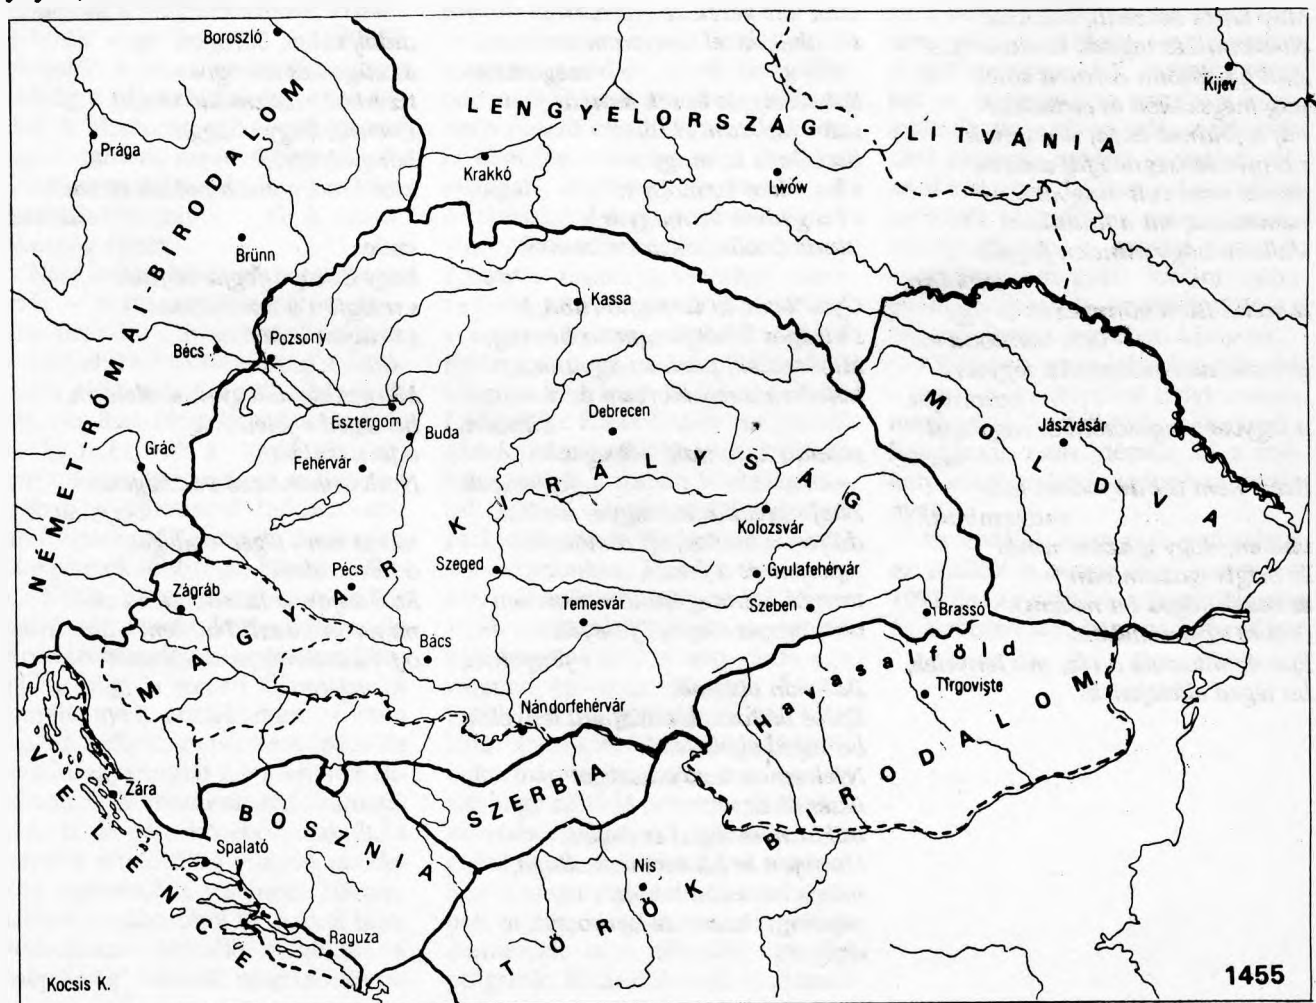 Boroszló
Kijev
LENGYELORSZÁG
LITVÁNIA
Prága
Krakkó
Lwów
NÉMET-RÓMAI BIRODALOM
Brünn
Kassa
Bécs
Pozsony
MOLDVA
Esztergom
Debrecen
Jászvásár
Grác
Buda
Fehérvár
MAGYAR KIRÁLYSÁG
Kolozsvár
Szeged
Gyulafehérvár
Pécs
Zágráb
Temesvár
Szeben
Brassó
Bács
Havasalföld
Tîrgovişte
Nándorfehérvár
VELENCE
Zára
BOSZNIA
SZERBIA
TÖRÖK BIRODALOM
Spalató
Nis
Raguza
Kocsis K.
1455